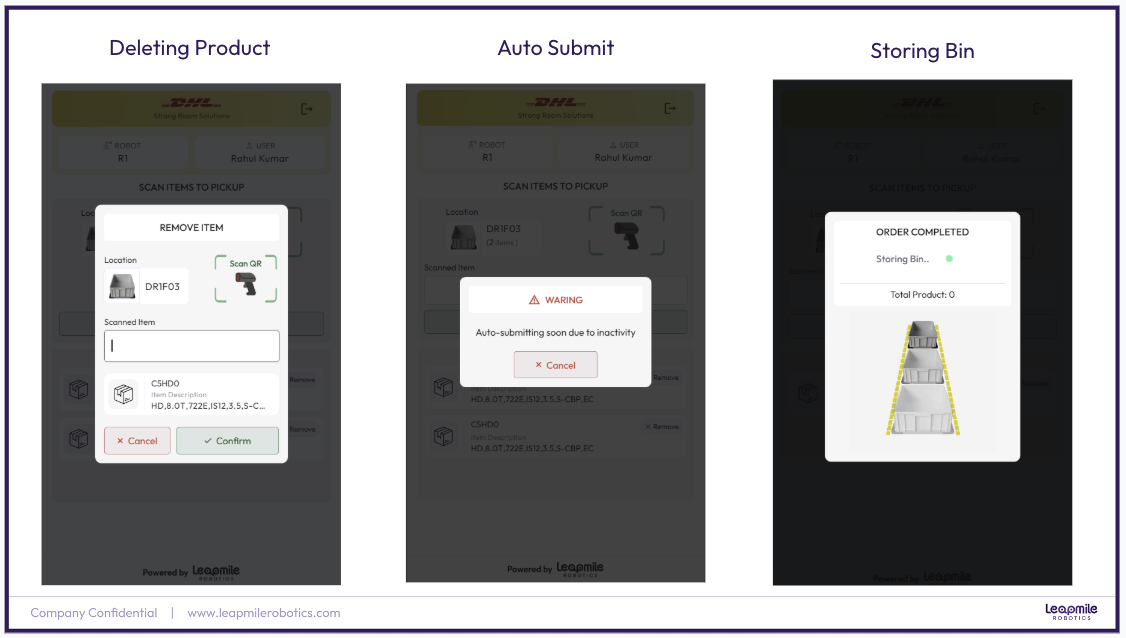 Deleting Product
DHL
Strong Room Solutions
ROBOT
R1
USER
Rahul Kumar
SCAN ITEMS TO PICKUP
Loc
REMOVE ITEM
Location
DR1F03
Scan QR
Scanned Item
C5HD0
Item Description
HD,8.0T,722E,IS12,3.5,S-C...
× Cancel
✓ Confirm
Remove
Remove
Powered by Leapmile
ROBOTICS
Auto Submit
DHL
Strong Room Solutions
ROBOT
R1
USER
Rahul Kumar
SCAN ITEMS TO PICKUP
Location
DR1F03
(2 Items)
Scan QR
Scanned Item
WARING
Auto-submitting soon due to inactivity
× Cancel
Remove
Item Description
HD,8.0T,722E,IS12,3.5,S-CBP,EC
C5HD0
Item Description
HD,8.0T,722E,IS12,3.5,S-CBP,EC
× Remove
Powered by Leapmile
ROBOTICS
Storing Bin
DHL
Strong Room Solutions
ROBOT
R1
USER
Rahul Kumar
SCAN ITEMS TO PICKUP
ORDER COMPLETED
Storing Bin..
Total Product: 0
Powered by Leapmile
Company Confidential | www.leapmilerobotics.com
Leapmile
ROBOTICS